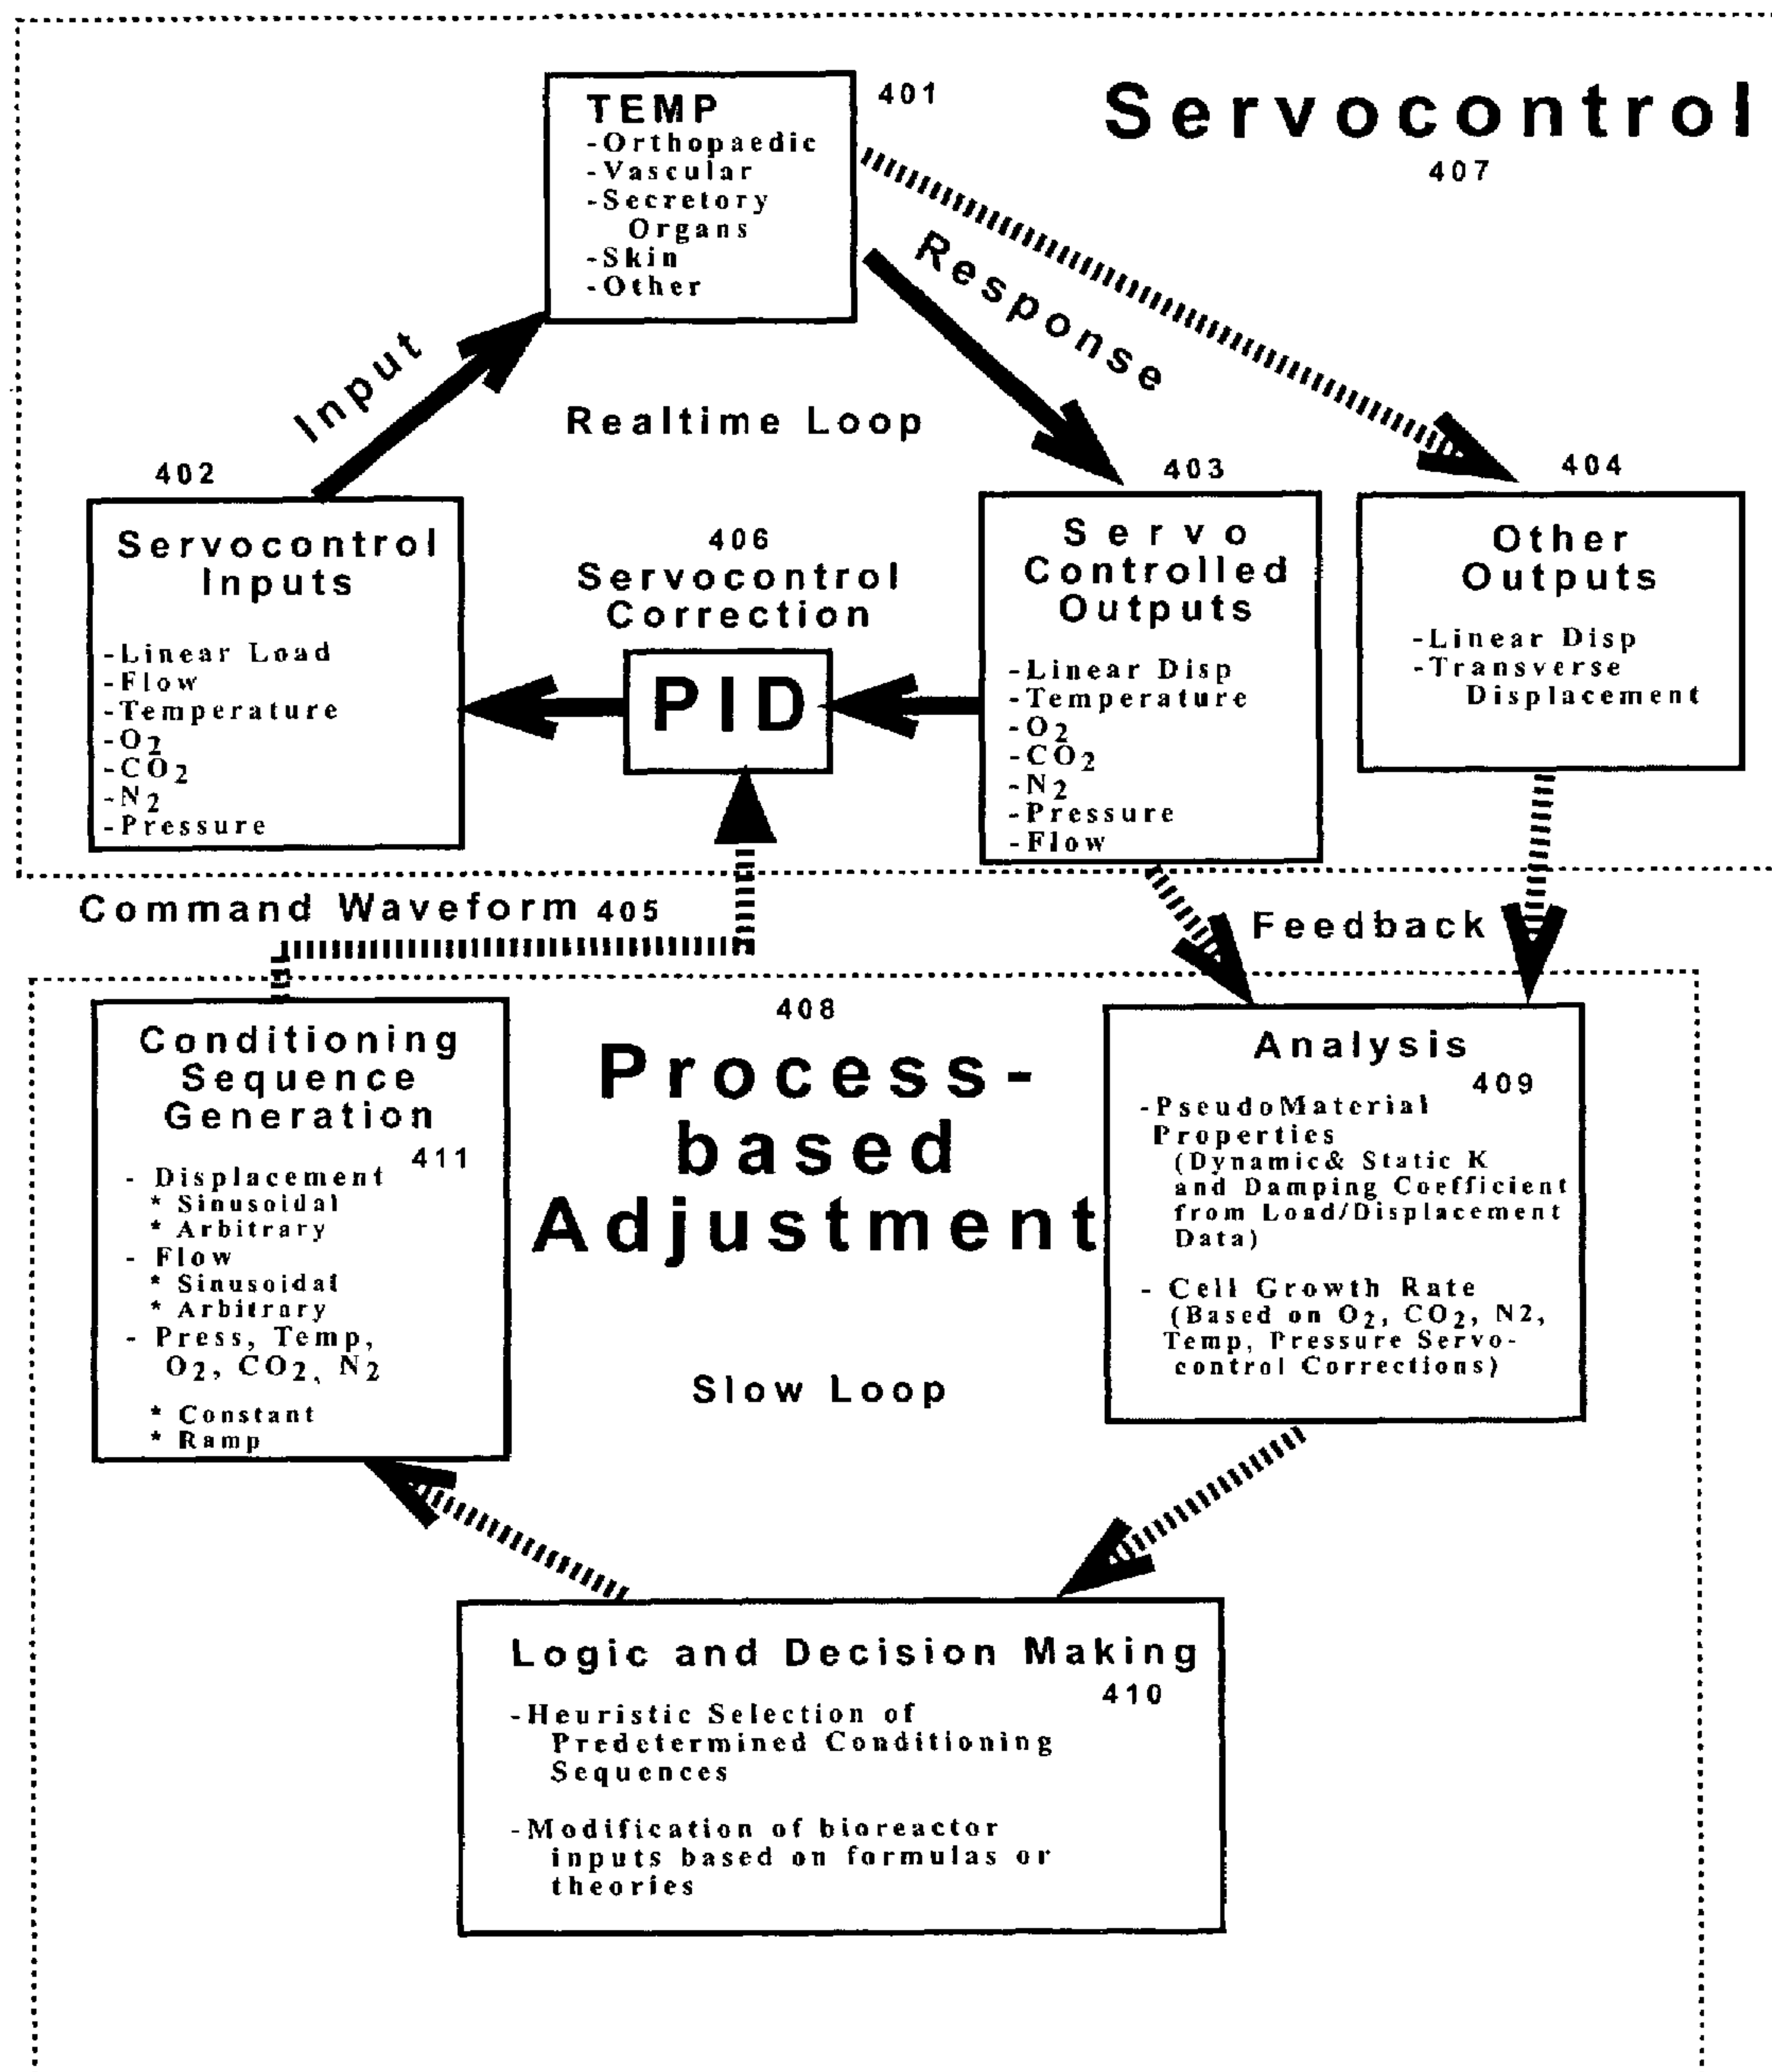 Servocontrol
407
TEMP
401
-Orthopaedic
-Vascular
-Secretory
Organs
-Skin
-Other
Input
Response
Realtime Loop
402
Servocontrol
Inputs
-Linear Load
-Flow
-Temperature
-O2
-CO2
-N2
-Pressure
406
Servocontrol
Correction
PID
403
Servo
Controlled
Outputs
-Linear Disp
-Temperature
-O2
-CO2
-N2
-Pressure
-Flow
404
Other
Outputs
-Linear Disp
-Transverse
Displacement
Command Waveform 405
Feedback
408
Process-
based
Adjustment
Slow Loop
Conditioning
Sequence
Generation
411
- Displacement
* Sinusoidal
* Arbitrary
- Flow
* Sinusoidal
* Arbitrary
- Press, Temp,
O2, CO2, N2
* Constant
* Ramp
Analysis
409
-PseudoMaterial
Properties
(Dynamic& Static K
and Damping Coefficient
from Load/Displacement
Data)
- Cell Growth Rate
(Based on O2, CO2, N2,
Temp, Pressure Servo-
control Corrections)
Logic and Decision Making
410
-Heuristic Selection of
Predetermined Conditioning
Sequences
-Modification of bioreactor
inputs based on formulas or
theories